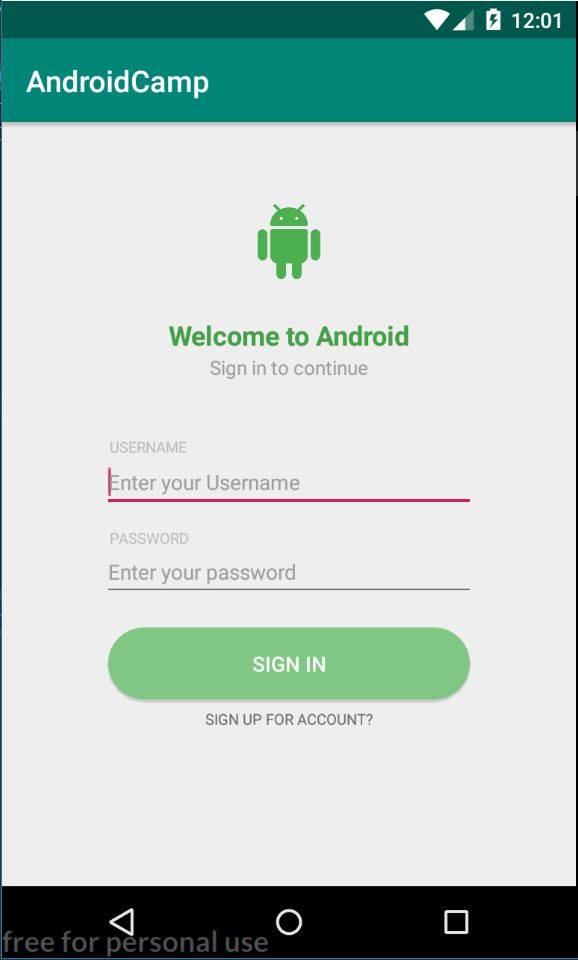 12:01
AndroidCamp
Welcome to Android
Sign in to continue
USERNAME
Enter your Username
PASSWORD
Enter your password
SIGN IN
SIGN UP FOR ACCOUNT?
free for personal use